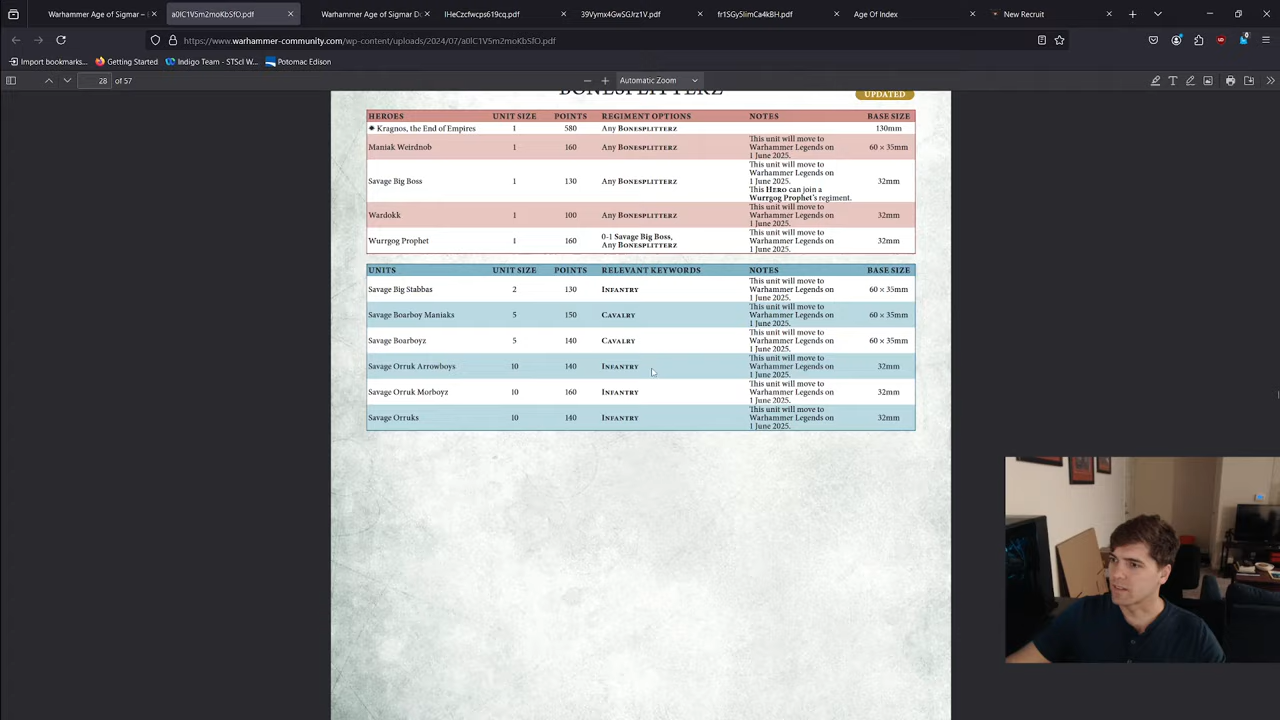 Warhammer Age of Sigmar –
a0lC1V5m2moKbSfO.pdf
Warhammer Age of Sigmar D
lHeCzcfwcps619cq.pdf
39Vymx4GwSGJrz1V.pdf
fr1SGySlimCa4kBH.pdf
Age Of Index
New Recruit
https://www.warhammer-community.com/wp-content/uploads/2024/07/a0lC1V5m2moKbSfO.pdf
Import bookmarks...
Getting Started
Indigo Team - STScI W...
Potomac Edison
28 of 57
Automatic Zoom
BONESPLITTERZ
UPDATED
HEROES UNIT SIZE POINTS REGIMENT OPTIONS NOTES BASE SIZE
Kragnos, the End of Empires 1 580 Any BONESPLITTERZ 130mm
This unit will move to
Maniak Weirdnob 1 160 Any BONESPLITTERZ Warhammer Legends on 60 × 35mm
1 June 2025.
This unit will move to
Warhammer Legends on
Savage Big Boss 1 130 Any BONESPLITTERZ 1 June 2025. 32mm
This HERO can join a
Wurrgog Prophet's regiment.
This unit will move to
Wardokk 1 100 Any BONESPLITTERZ Warhammer Legends on 32mm
1 June 2025.
This unit will move to
Wurrgog Prophet 1 160 0-1 Savage Big Boss, Any BONESPLITTERZ Warhammer Legends on 32mm
1 June 2025.
UNITS UNIT SIZE POINTS RELEVANT KEYWORDS NOTES BASE SIZE
This unit will move to
Savage Big Stabbas 2 130 INFANTRY Warhammer Legends on 60 × 35mm
1 June 2025.
This unit will move to
Savage Boarboy Maniaks 5 150 CAVALRY Warhammer Legends on 60 × 35mm
1 June 2025.
This unit will move to
Savage Boarboyz 5 140 CAVALRY Warhammer Legends on 60 × 35mm
1 June 2025.
This unit will move to
Savage Orruk Arrowboys 10 140 INFANTRY Warhammer Legends on 32mm
1 June 2025.
This unit will move to
Savage Orruk Morboyz 10 160 INFANTRY Warhammer Legends on 32mm
1 June 2025.
This unit will move to
Savage Orruks 10 140 INFANTRY Warhammer Legends on 32mm
1 June 2025.